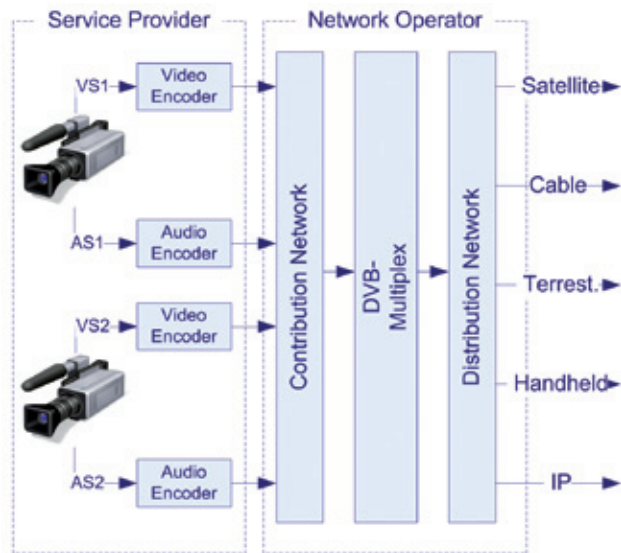 Service Provider
Network Operator
VS1
Video
Encoder
AS1
Audio
Encoder
VS2
Video
Encoder
AS2
Audio
Encoder
Contribution Network
DVB-
Multiplex
Distribution Network
Satellite
Cable
Terrest.
Handheld
IP